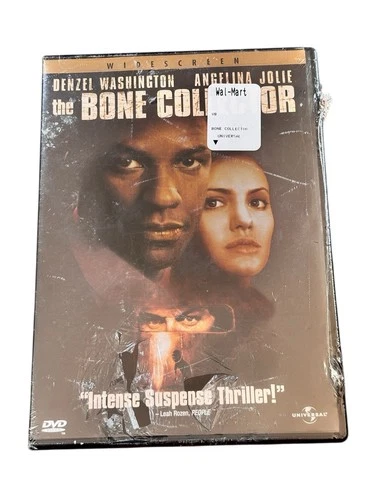 WIDESCREEN
DENZEL WASHINGTON ANGELINA JOLIE
the BONE COLL OR
Wal-Mart
BONE COLLECTOR
UNIVERSAL
"Intense Suspense Thriller!"
– Leah Rozen, PEOPLE
DVD
UNIVERSAL